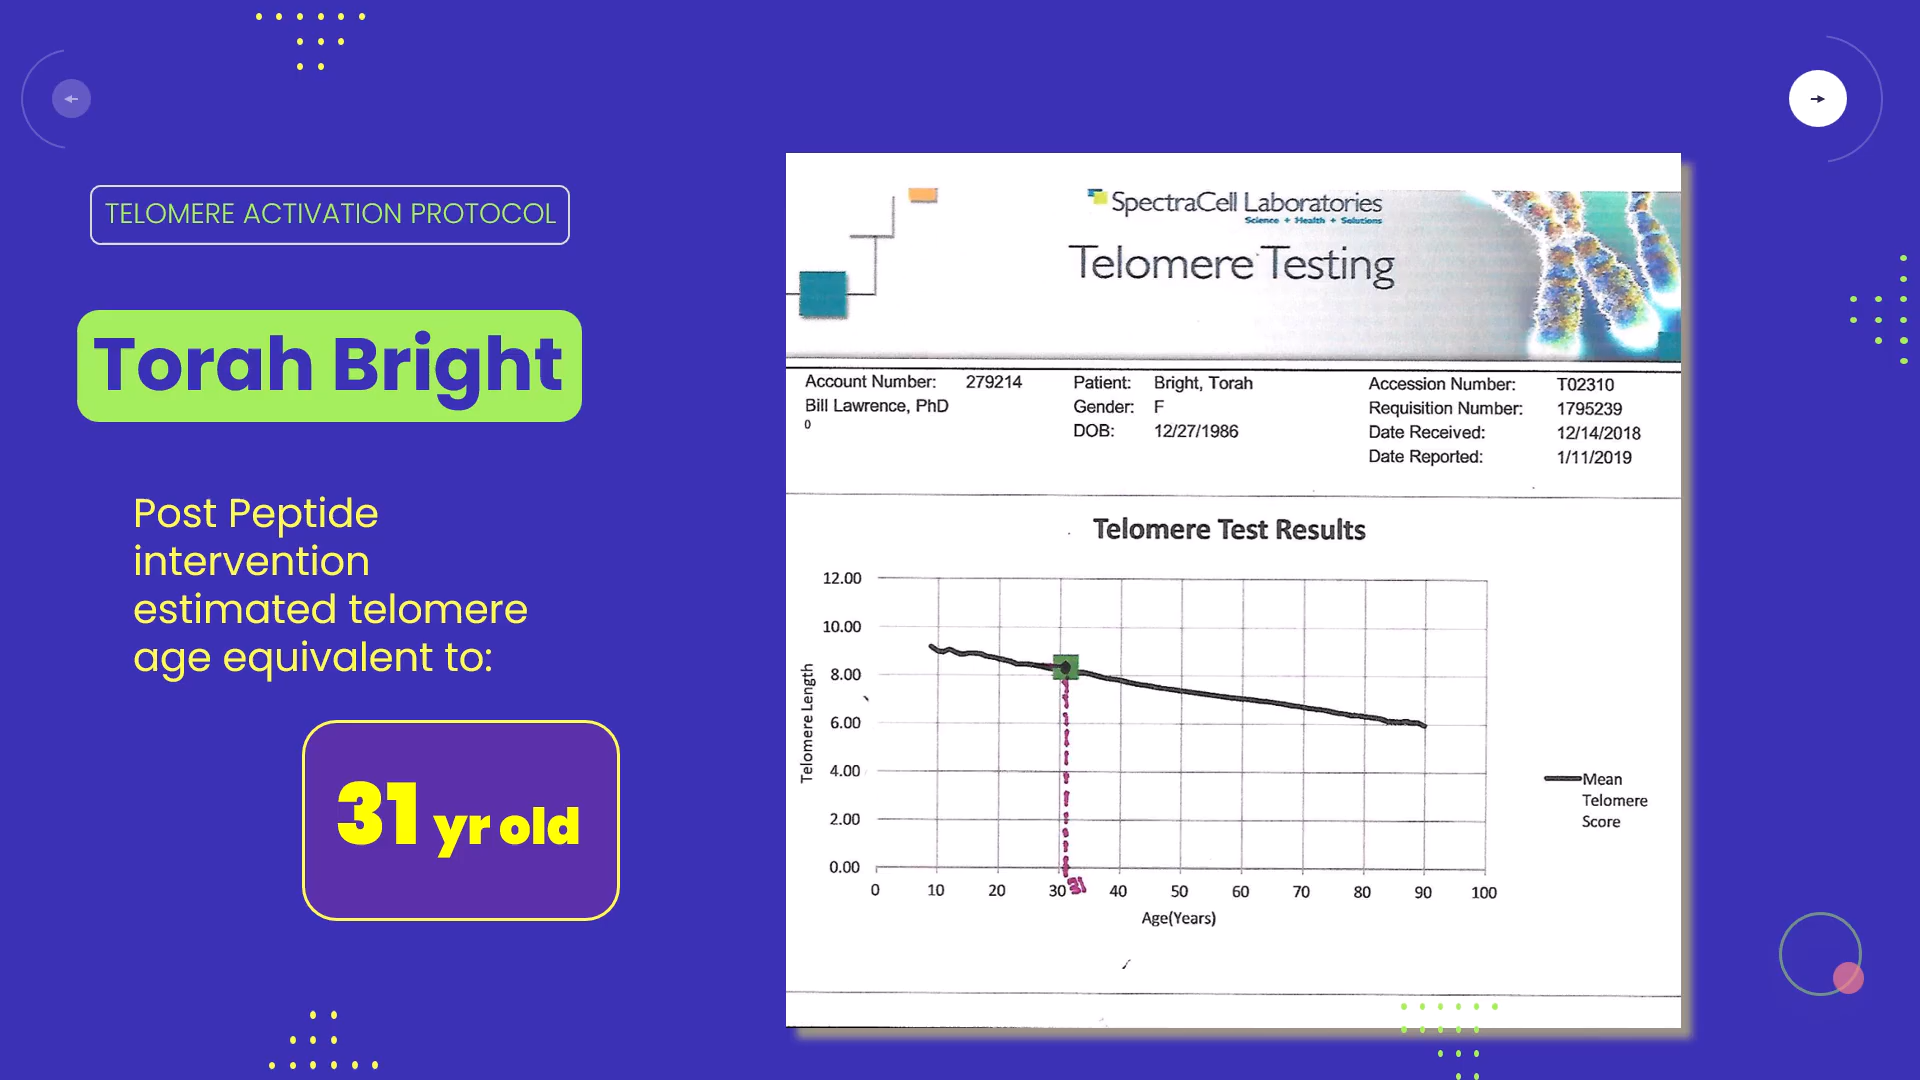 TELOMERE ACTIVATION PROTOCOL
Torah Bright
Post Peptide
intervention
estimated telomere
age equivalent to:
31 yr old
SpectraCell Laboratories
Science + Health + Solutions
Telomere Testing
Account Number: 279214
Bill Lawrence, PhD
0
Patient: Bright, Torah
Gender: F
DOB: 12/27/1986
Accession Number: T02310
Requisition Number: 1795239
Date Received: 12/14/2018
Date Reported: 1/11/2019
Telomere Test Results
12.00
10.00
8.00
6.00
4.00
2.00
0.00
Telomere Length
0 10 20 30 40 50 60 70 80 90 100
31
Age(Years)
Mean
Telomere
Score